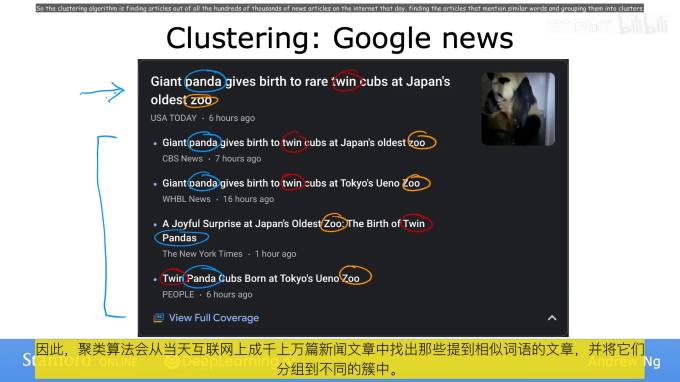 So the clustering algorithm is finding articles out of all the hundreds of thousands of news articles on the internet that day, finding the articles that mention similar words and grouping them into clusters.
bilibili
Clustering: Google news
Giant panda gives birth to rare twin cubs at Japan's
oldest zoo
USA TODAY · 6 hours ago
• Giant panda gives birth to twin cubs at Japan's oldest zoo
CBS News · 7 hours ago
• Giant panda gives birth to twin cubs at Tokyo's Ueno Zoo
WHBL News · 16 hours ago
• A Joyful Surprise at Japan's Oldest Zoo: The Birth of Twin
Pandas
The New York Times · 1 hour ago
• Twin Panda Cubs Born at Tokyo's Ueno Zoo
PEOPLE · 6 hours ago
View Full Coverage
Stanford ONLINE DeepLearning Andrew Ng
因此，聚类算法会从当天互联网上成千上万篇新闻文章中找出那些提到相似词语的文章，并将它们
分组到不同的簇中。